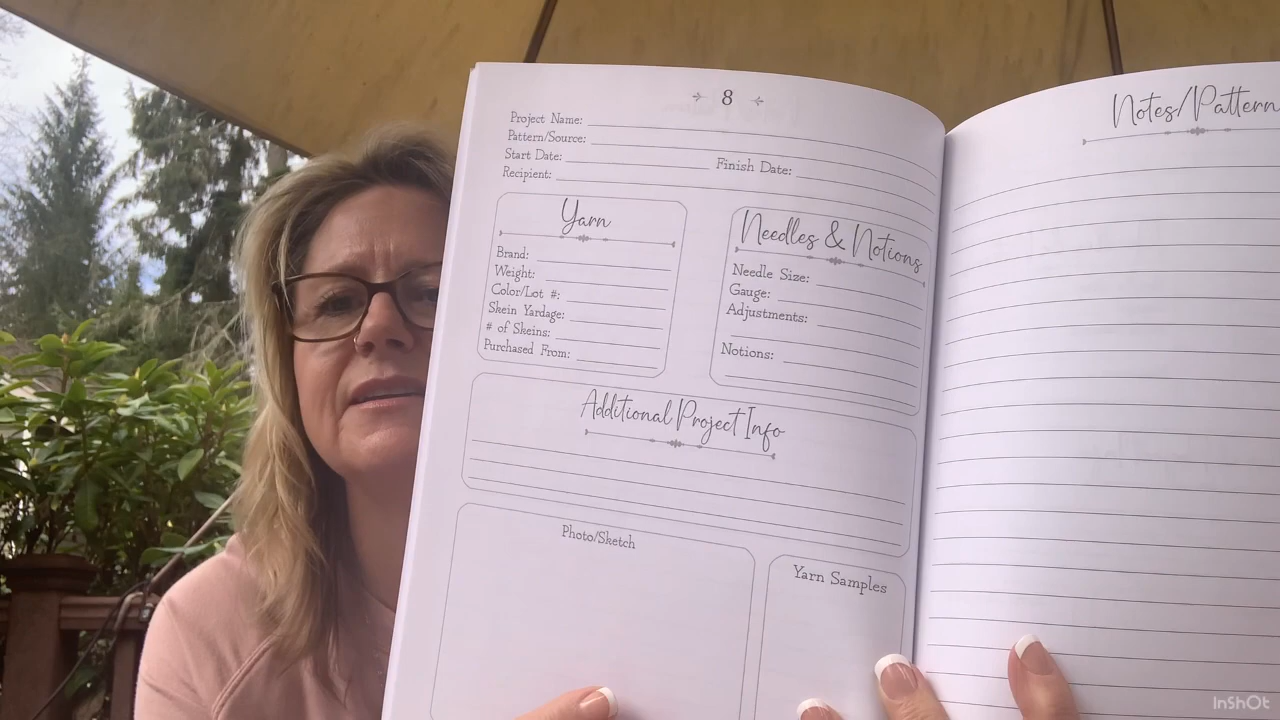 8
Project Name:
Pattern/Source:
Start Date: Finish Date:
Recipient:
Yarn
Brand:
Weight:
Color/Lot #:
Skein Yardage:
# of Skeins:
Purchased From:
Needles & Notions
Needle Size:
Gauge:
Adjustments:
Notions:
Additional Project Info
Photo/Sketch
Yarn Samples
Notes/Pattern
InShOt